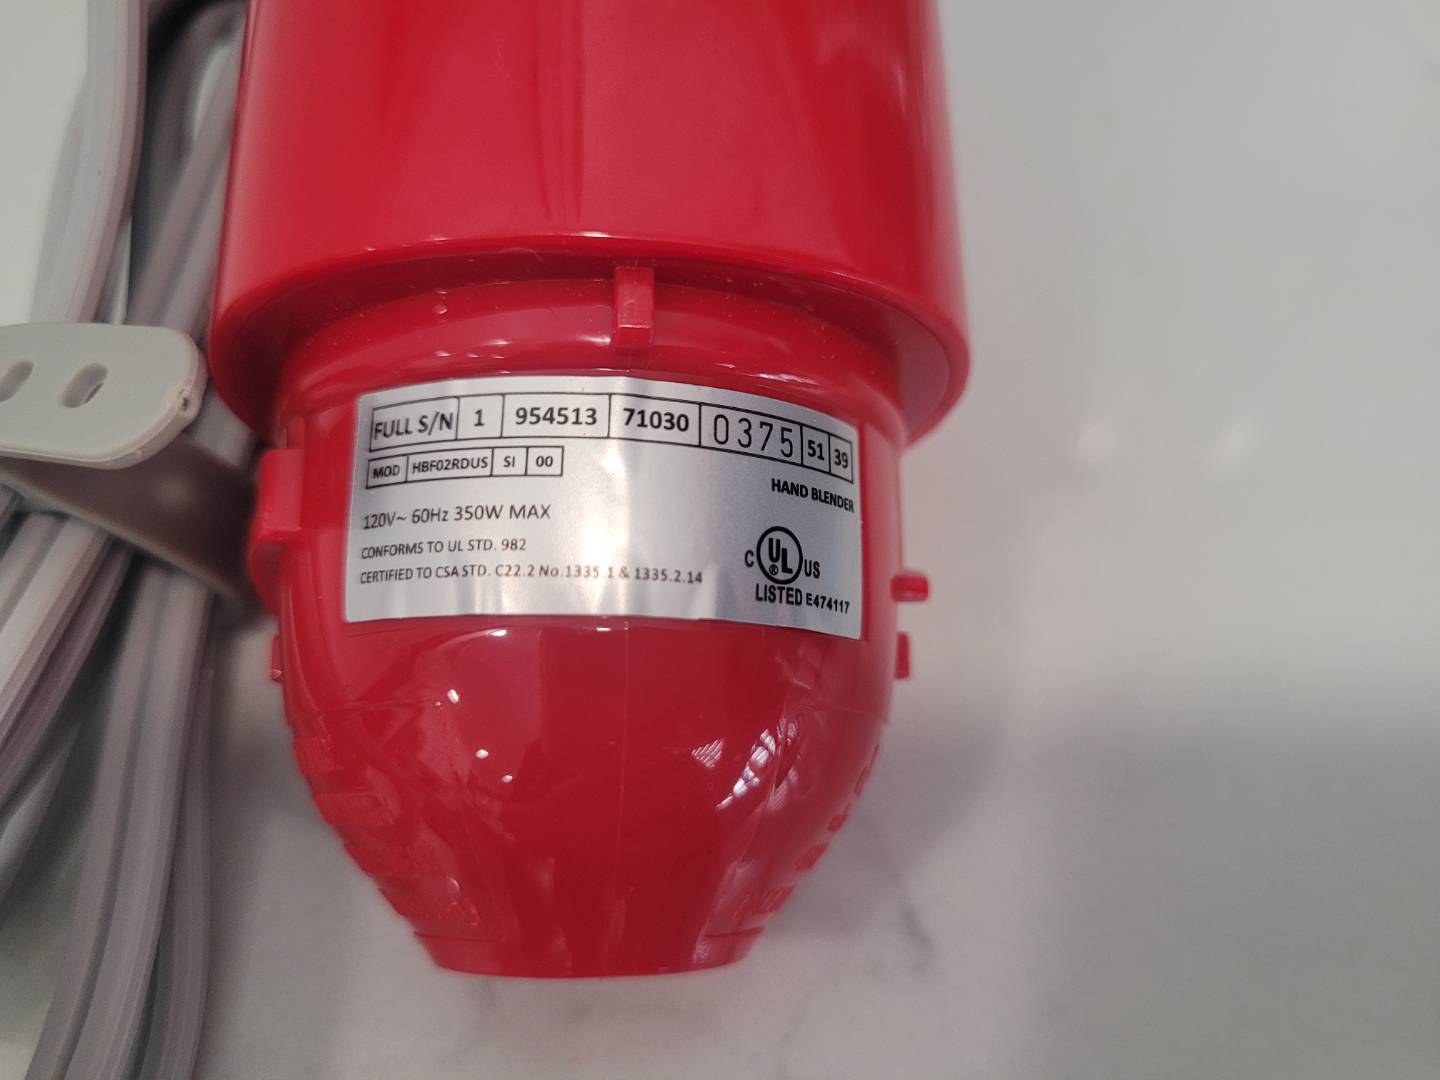 FULL S/N 1 954513 71030 0375 51 39
MOD HBF02RDUS SI 00
HAND BLENDER
120V~ 60Hz 350W MAX
CONFORMS TO UL STD. 982
CERTIFIED TO CSA STD. C22.2 No.1335.1 & 1335.2.14
C UL ® US
LISTED E474117